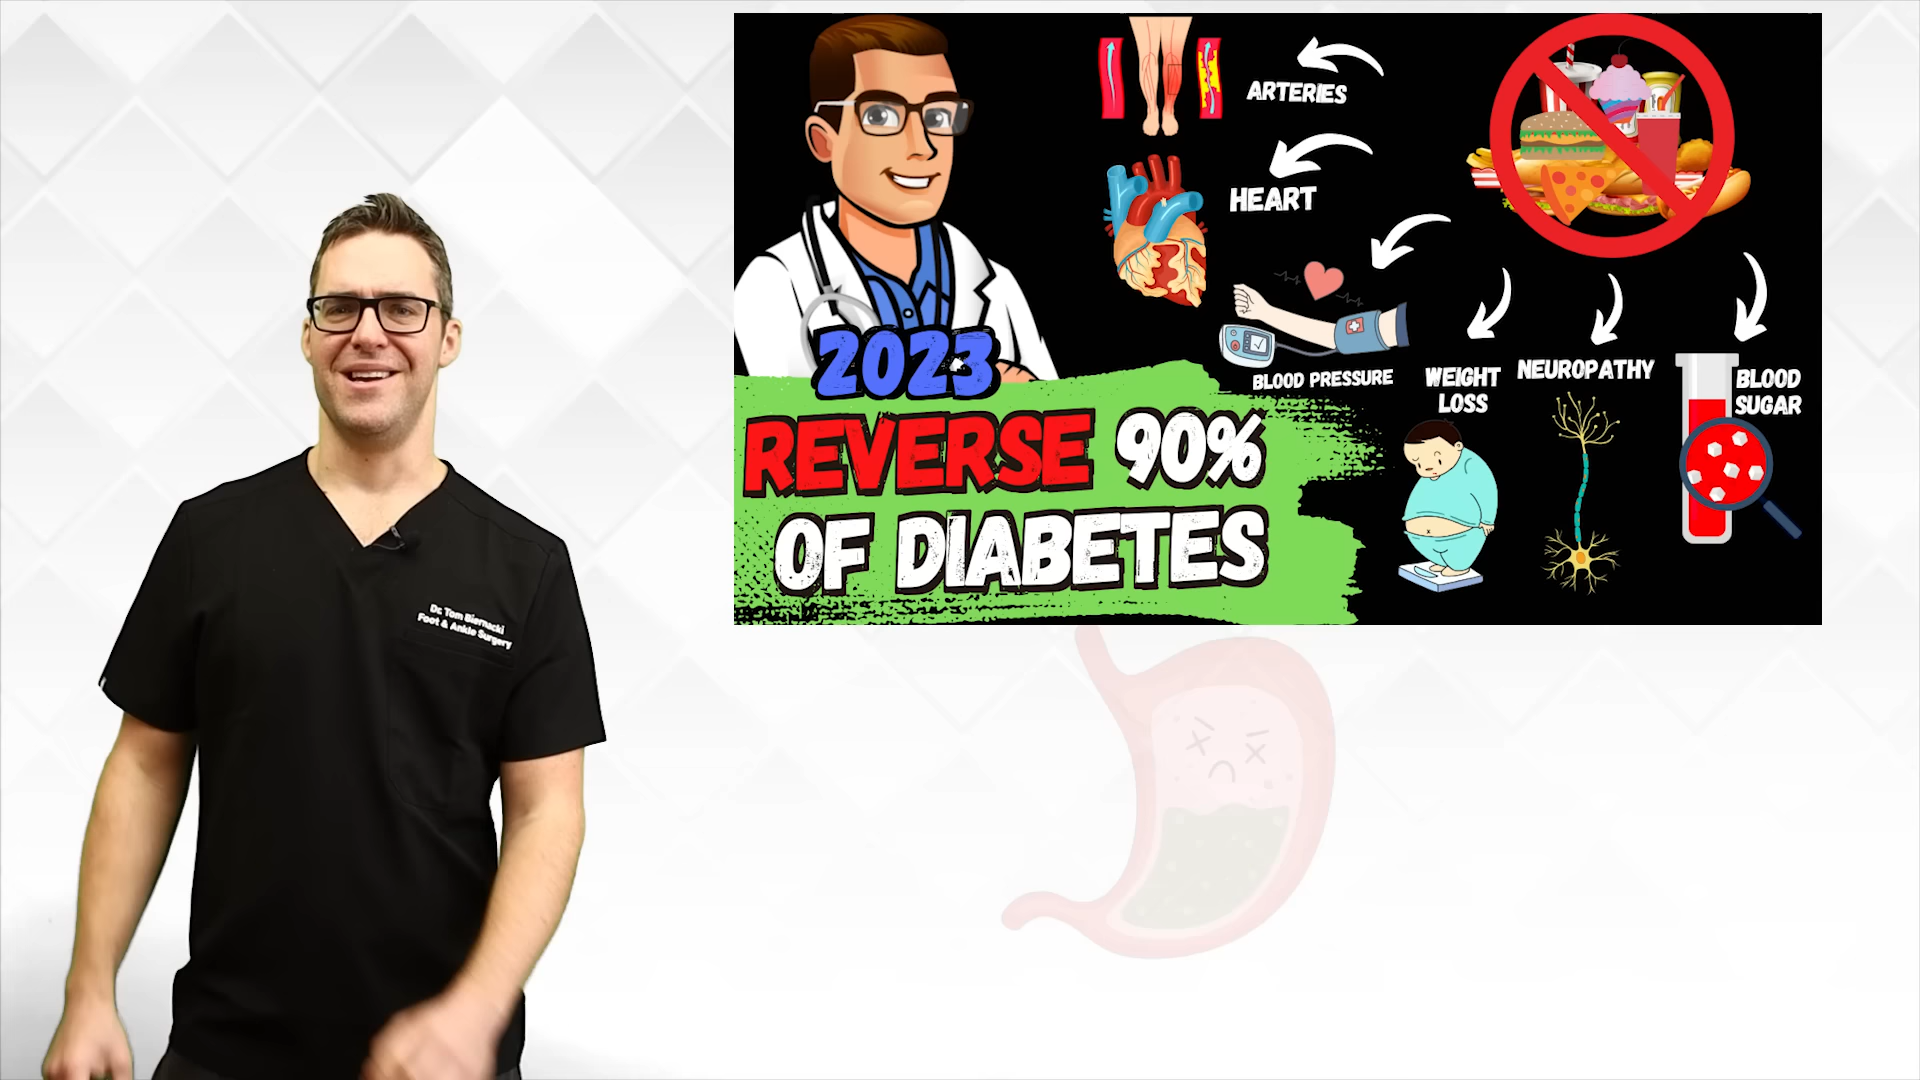 Dr. Tom Biernacki
Foot & Ankle Surgery
ARTERIES
HEART
BLOOD PRESSURE
WEIGHT
LOSS
NEUROPATHY
BLOOD
SUGAR
2023
REVERSE 90%
OF DIABETES